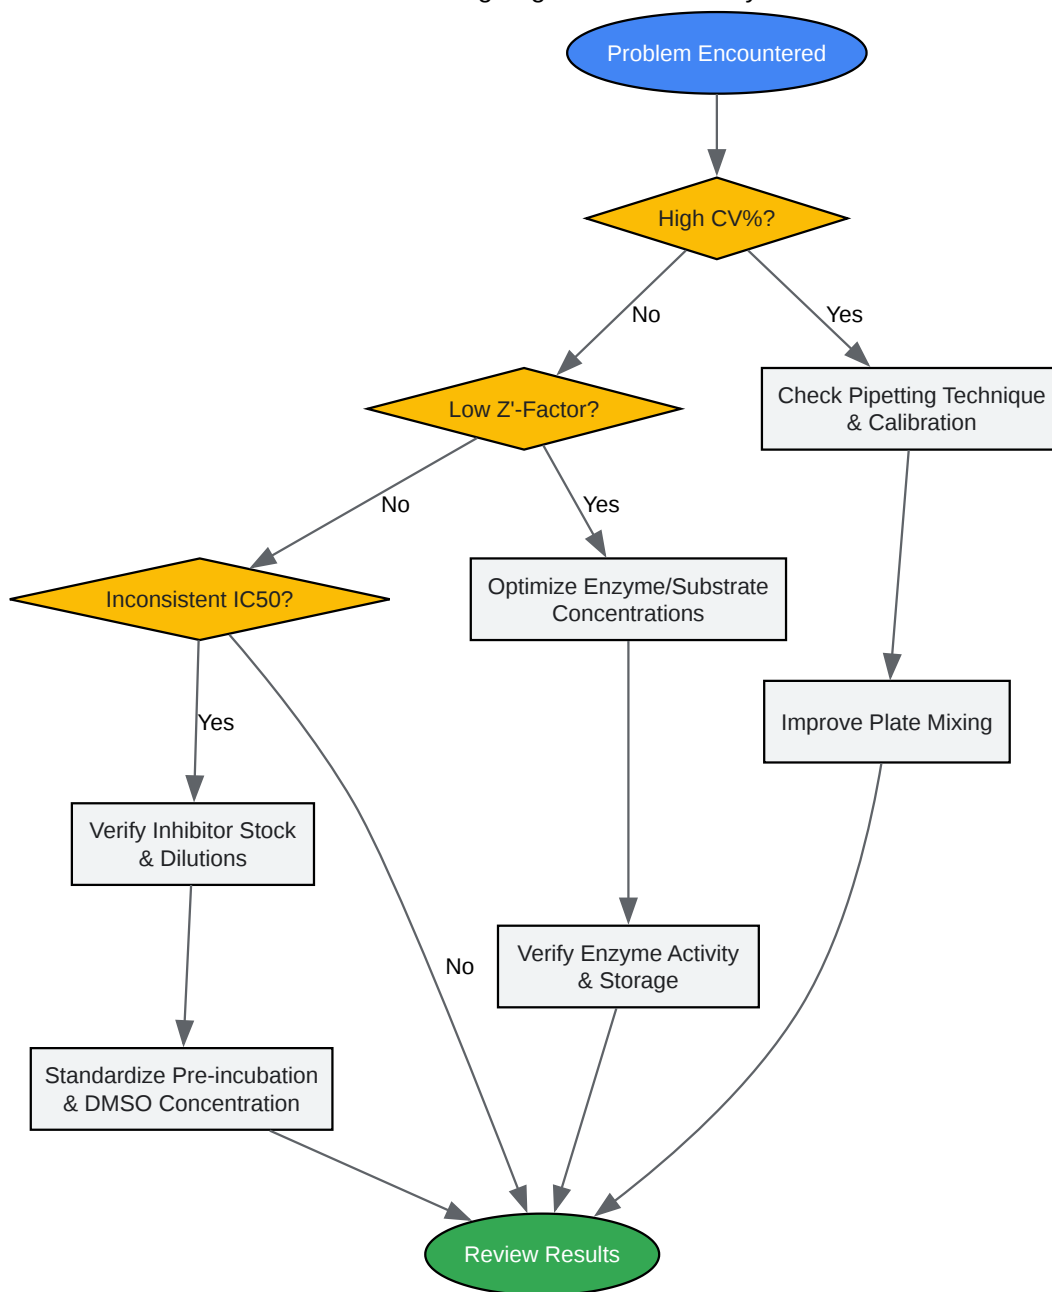 Problem Encountered
High CV%?
No
Yes
Low Z'-Factor?
Check Pipetting Technique
& Calibration
No
Yes
Inconsistent IC50?
Optimize Enzyme/Substrate
Concentrations
Yes
Improve Plate Mixing
Verify Inhibitor Stock
& Dilutions
No
Verify Enzyme Activity
& Storage
Standardize Pre-incubation
& DMSO Concentration
Review Results